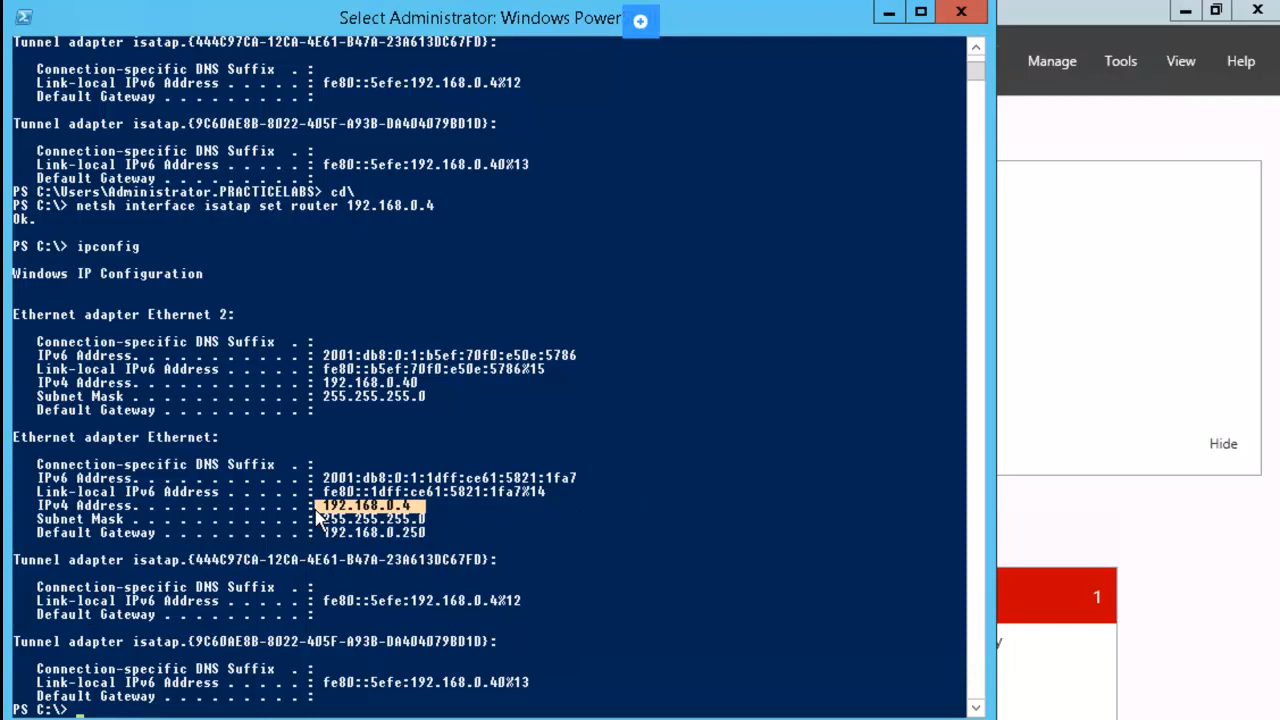 Select Administrator: Windows Power
Tunnel adapter isatap.{444C97CA-12CA-4E61-B47A-23A613DC67FD}:
Connection-specific DNS Suffix . :
Link-local IPv6 Address . . . . . : fe80::5efe:192.168.0.4%12
Default Gateway . . . . . . . . . :
Tunnel adapter isatap.{9C60AE8B-8022-405F-A93B-DA404079BD1D}:
Connection-specific DNS Suffix . :
Link-local IPv6 Address . . . . . : fe80::5efe:192.168.0.40%13
Default Gateway . . . . . . . . . :
PS C:\Users\Administrator.PRACTICELABS> cd\
PS C:\> netsh interface isatap set router 192.168.0.4
Ok.
PS C:\> ipconfig
Windows IP Configuration
Ethernet adapter Ethernet 2:
Connection-specific DNS Suffix . :
IPv6 Address. . . . . . . . . . . : 2001:db8:0:1:b5ef:70f0:e50e:5786
Link-local IPv6 Address . . . . . : fe80::b5ef:70f0:e50e:5786%15
IPv4 Address. . . . . . . . . . . : 192.168.0.40
Subnet Mask . . . . . . . . . . . : 255.255.255.0
Default Gateway . . . . . . . . . :
Ethernet adapter Ethernet:
Connection-specific DNS Suffix . :
IPv6 Address. . . . . . . . . . . : 2001:db8:0:1:1dff:ce61:5821:1fa7
Link-local IPv6 Address . . . . . : fe80::1dff:ce61:5821:1fa7%14
IPv4 Address. . . . . . . . . . . : 192.168.0.4
Subnet Mask . . . . . . . . . . . : 255.255.255.0
Default Gateway . . . . . . . . . : 192.168.0.250
Tunnel adapter isatap.{444C97CA-12CA-4E61-B47A-23A613DC67FD}:
Connection-specific DNS Suffix . :
Link-local IPv6 Address . . . . . : fe80::5efe:192.168.0.4%12
Default Gateway . . . . . . . . . :
Tunnel adapter isatap.{9C60AE8B-8022-405F-A93B-DA404079BD1D}:
Connection-specific DNS Suffix . :
Link-local IPv6 Address . . . . . : fe80::5efe:192.168.0.40%13
Default Gateway . . . . . . . . . :
PS C:\>
Manage Tools View Help
Hide
1
y